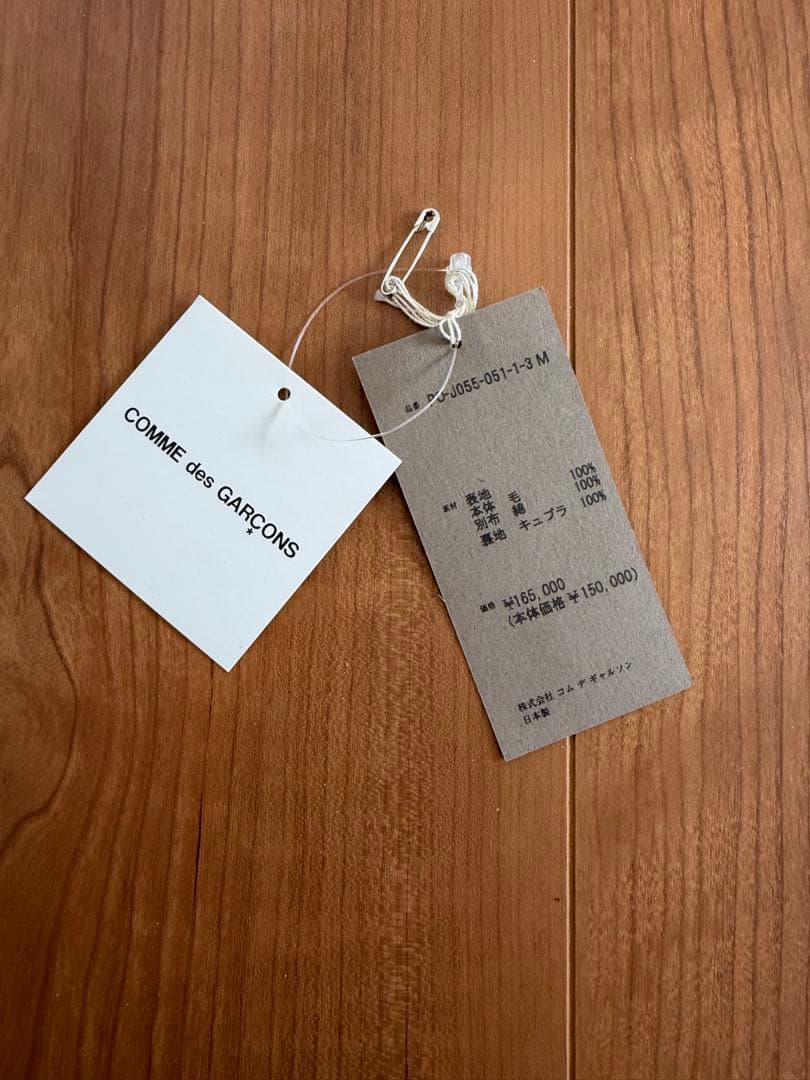 COMME des GARÇONS
*
品番 -J055-051-1-3 M
素材 表地
本体 毛 100%
別布 綿 100%
裏地 キュプラ 100%
価格 ¥165,000
(本体価格 ¥150,000)
株式会社 コム デ ギャルソン
日本製